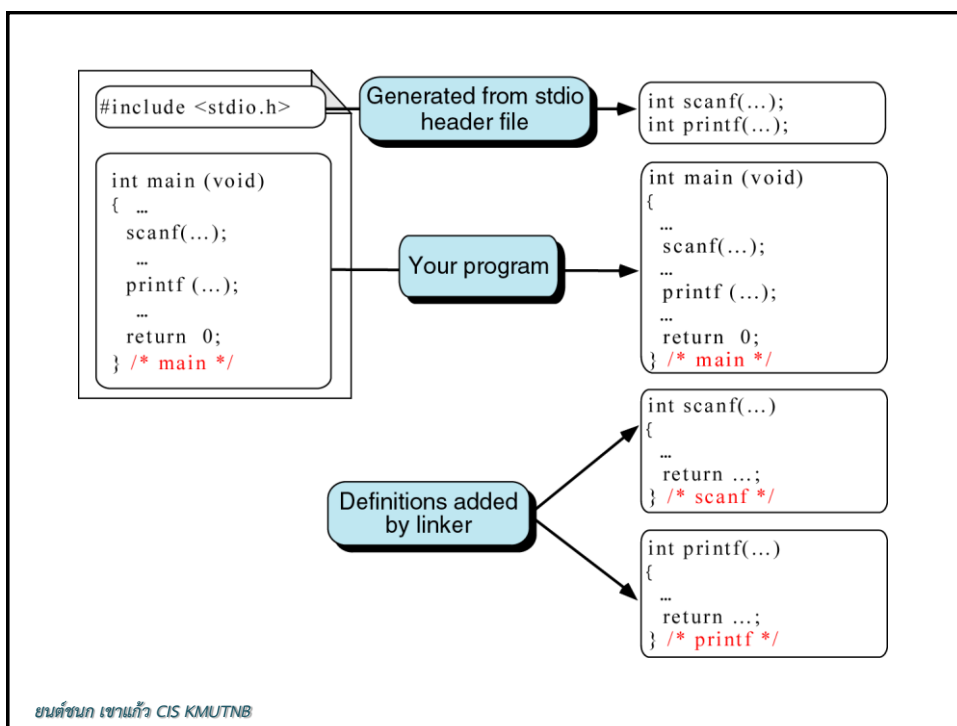 #include <stdio.h>
Generated from stdio
header file
int scanf(...);
int printf(...);
int main (void)
{ …
scanf(...);
…
printf (...);
…
return 0;
} /* main */
Your program
int main (void)
{
…
scanf(...);
…
printf (...);
…
return 0;
} /* main */
Definitions added
by linker
int scanf(...)
{
…
return ...;
} /* scanf */
int printf(...)
{
…
return ...;
} /* printf */
ยนต์ชนก เขาแก้ว CIS KMUTNB